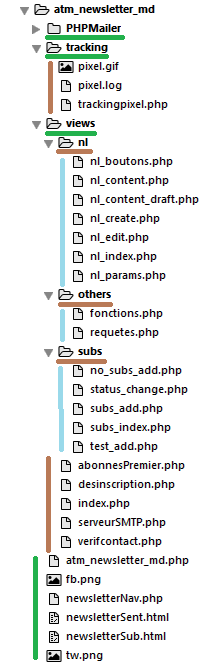 atm_newsletter_md
PHPMailer
tracking
pixel.gif
pixel.log
trackingpixel.php
views
nl
nl_boutons.php
nl_content.php
nl_content_draft.php
nl_create.php
nl_edit.php
nl_index.php
nl_params.php
others
fonctions.php
requetes.php
subs
no_subs_add.php
status_change.php
subs_add.php
subs_index.php
test_add.php
abonnesPremier.php
desinscription.php
index.php
serveurSMTP.php
verifcontact.php
atm_newsletter_md.php
fb.png
newsletterNav.php
newsletterSent.html
newsletterSub.html
tw.png